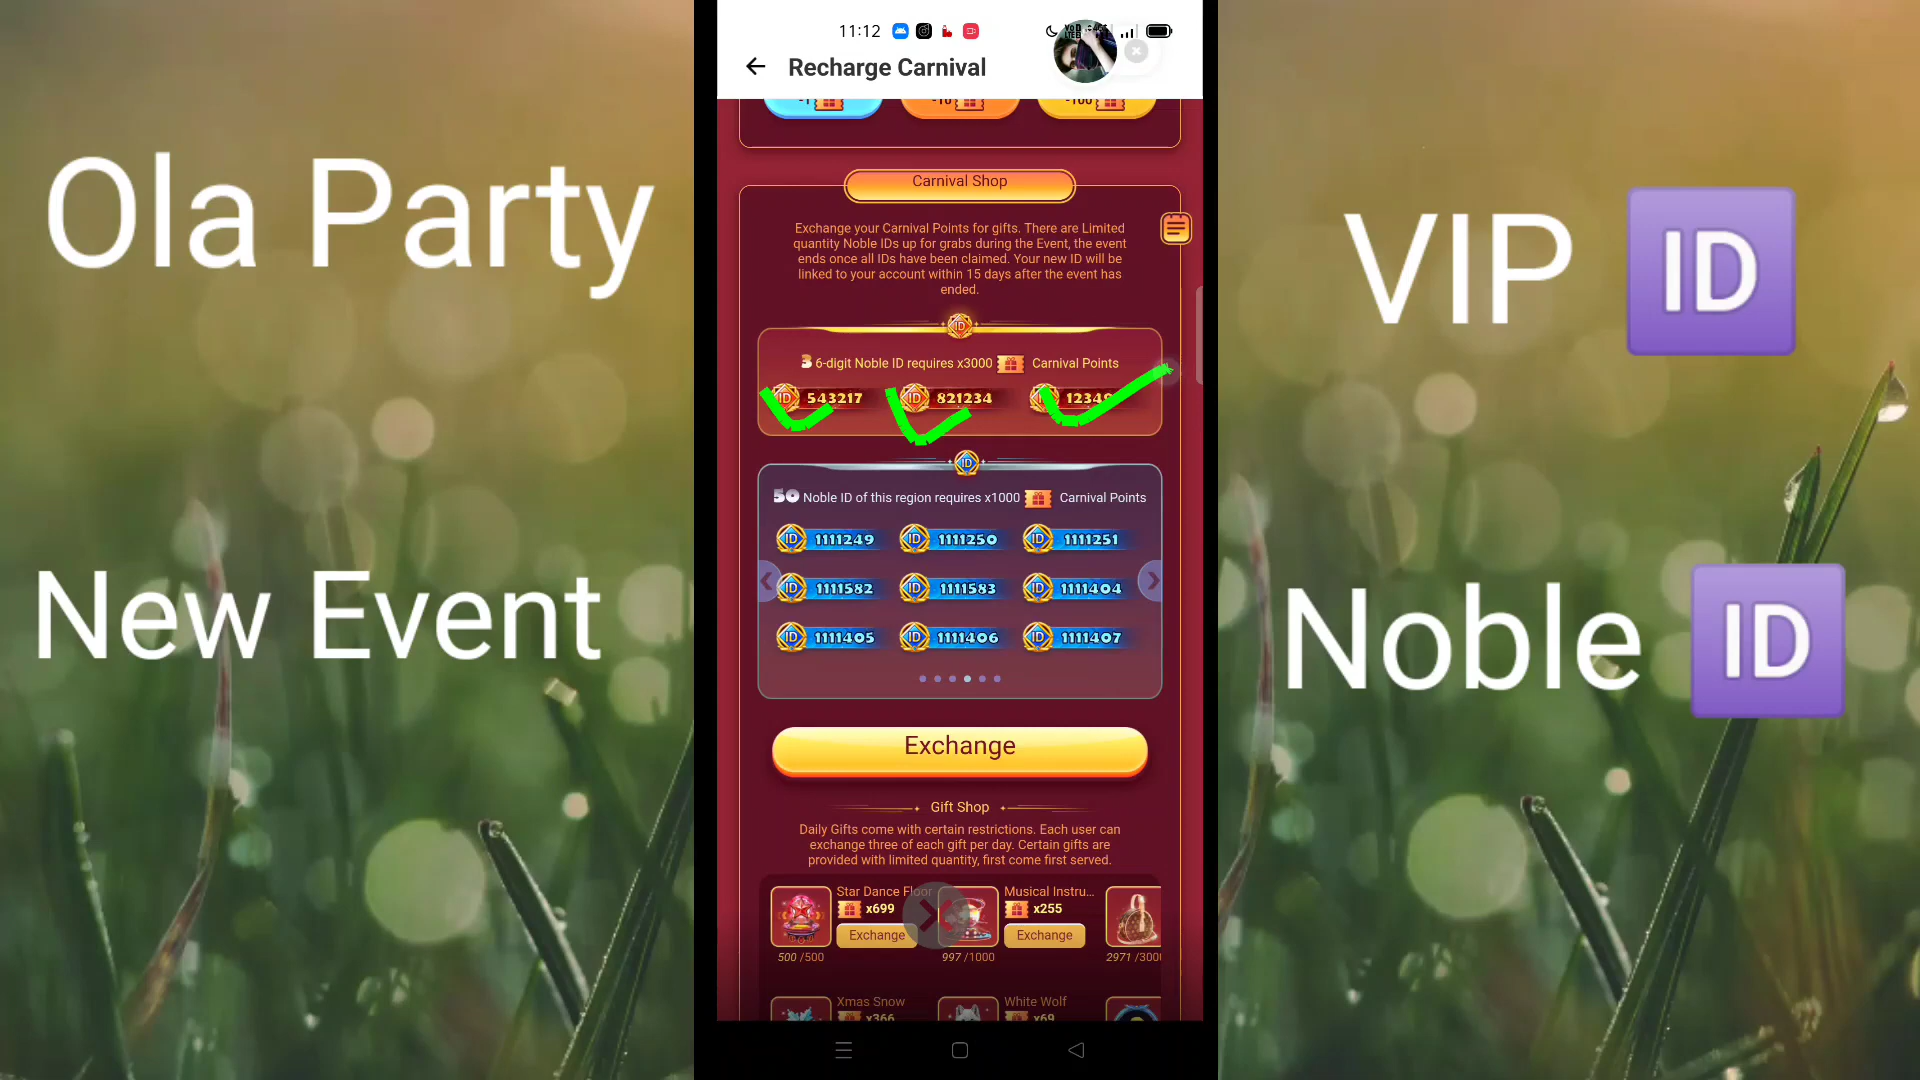 Ola Party
New Event
VIP 🆔
Noble 🆔
11:12
Recharge Carnival
-1
-10
-100
Carnival Shop
Exchange your Carnival Points for gifts. There are Limited
quantity Noble IDs up for grabs during the Event, the event
ends once all IDs have been claimed. Your new ID will be
linked to your account within 15 days after the event has
ended.
ID
3 6-digit Noble ID requires x3000 Carnival Points
ID 543217
ID 821234
ID
50 Noble ID of this region requires x1000 Carnival Points
ID 1111249
ID 1111250
ID 1111251
ID 1111582
ID 1111583
ID 1111404
ID 1111405
ID 1111406
ID 1111407
Exchange
Gift Shop
Daily Gifts come with certain restrictions. Each user can
exchange three of each gift per day. Certain gifts are
provided with limited quantity, first come first served.
Star Dance Floor
x699
Exchange
500 /500
Musical Instru...
x255
Exchange
997 /1000
2971 /3000
Xmas Snow
x366
White Wolf
x69